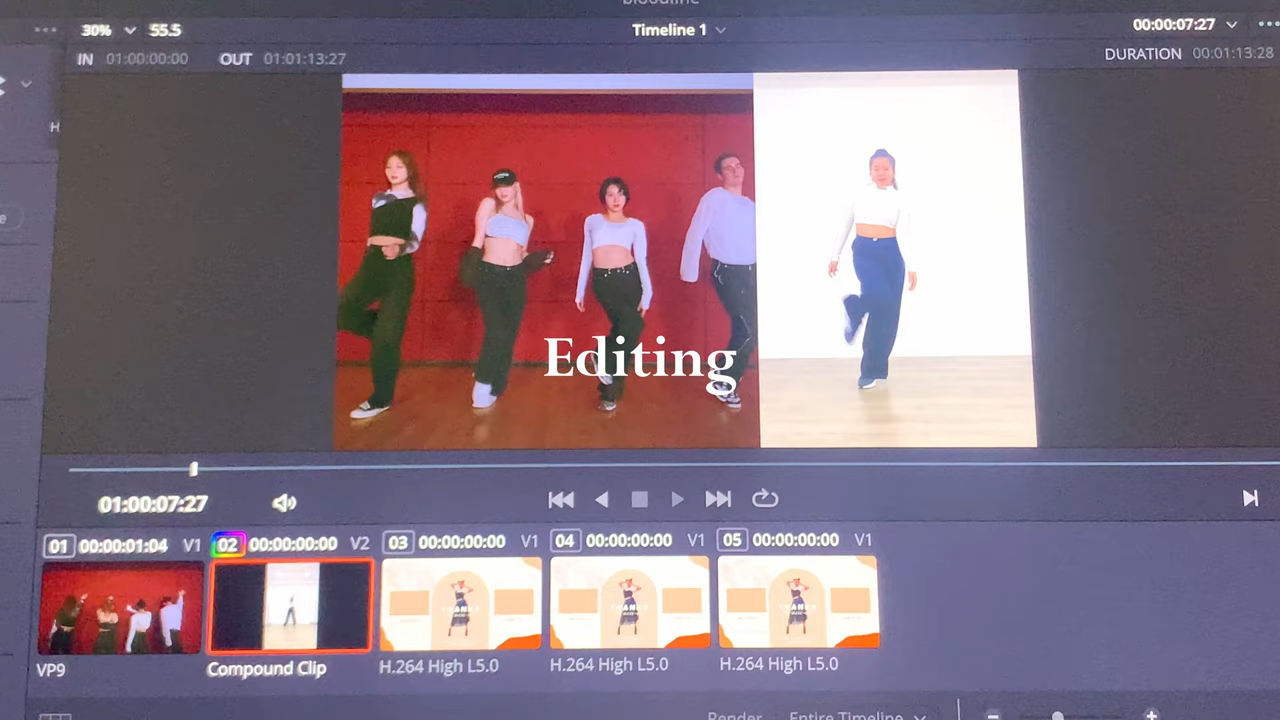 bloodline
30% 55.5 Timeline 1 00:00:07:27
IN 01:00:00:00 OUT 01:01:13:27 DURATION 00:01:13:28
Editing
01:00:07:27
01 00:00:01:04 V1 02 00:00:00:00 V2 03 00:00:00:00 V1 04 00:00:00:00 V1 05 00:00:00:00 V1
THANKS THANKS THANKS
VP9 Compound Clip H.264 High L5.0 H.264 High L5.0 H.264 High L5.0
Render Entire Timeline